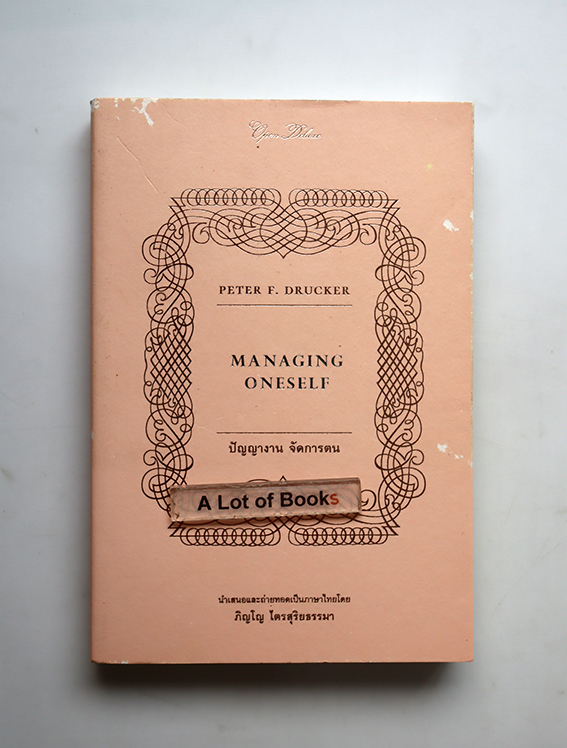 Open Deluxe
PETER F. DRUCKER
MANAGING
ONESELF
ปัญญางาน จัดการตน
A Lot of Books
นำเสนอและถ่ายทอดเป็นภาษาไทยโดย
ภิญโญ ไตรสุริยธรรมา